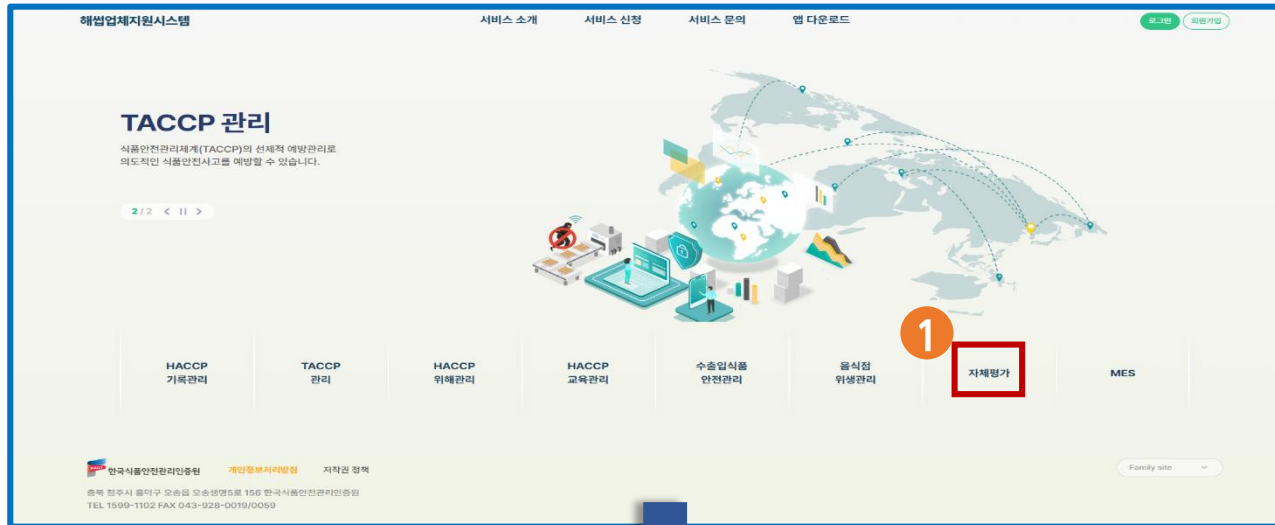 해썹업체지원시스템
서비스 소개 서비스 신청 서비스 문의 앱 다운로드
로그인 회원가입
TACCP 관리
식품안전관리체계(TACCP)의 선제적 예방관리로
의도적인 식품안전사고를 예방할 수 있습니다.
2/2
1
HACCP
기록관리
TACCP
관리
HACCP
위해관리
HACCP
교육관리
수출입식품
안전관리
음식점
위생관리
자체평가
MES
한국식품안전관리인증원 개인정보처리방침 저작권 정책
Family site
충북 청주시 흥덕구 오송읍 오송생명5로 156 한국식품안전관리인증원
TEL 1599-1102 FAX 043-928-0019/0059